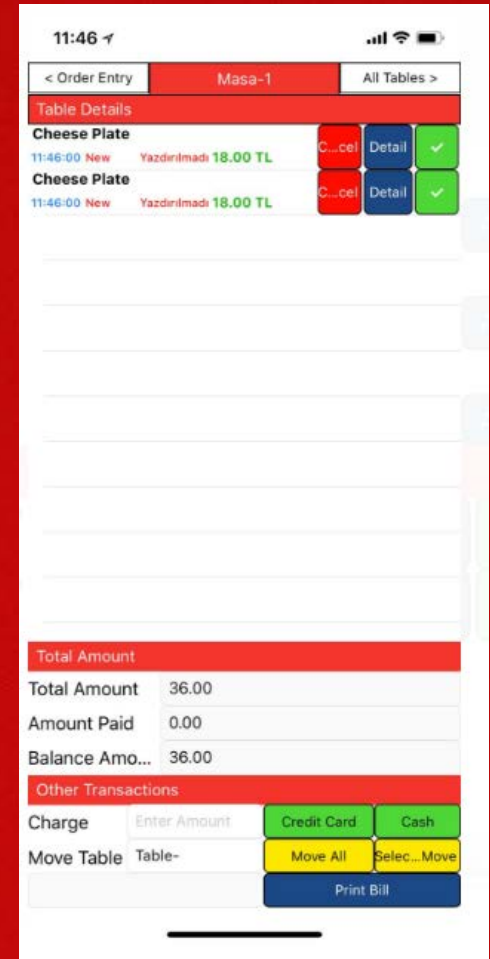 11:46
< Order Entry Masa-1 All Tables >
Table Details
Cheese Plate
11:46:00 New Yazdırılmadı 18.00 TL C...cel Detail
Cheese Plate
11:46:00 New Yazdırılmadı 18.00 TL C...cel Detail
Total Amount
Total Amount 36.00
Amount Paid 0.00
Balance Amo... 36.00
Other Transactions
Charge Enter Amount Credit Card Cash
Move Table Table- Move All Selec...Move
Print Bill